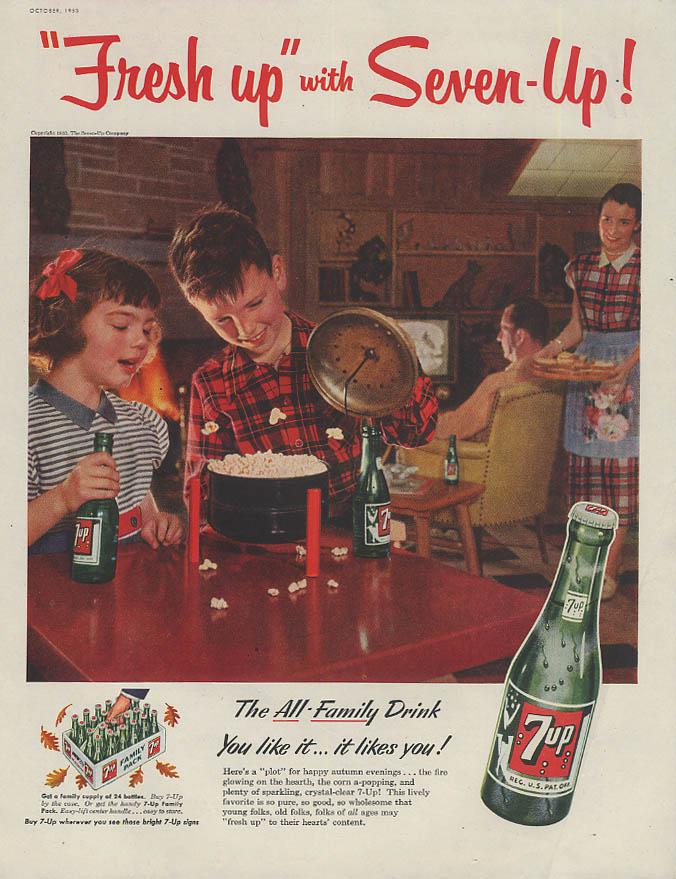 OCTOBER, 1953
"Fresh up" with Seven-Up!
Copyright 1953, The Seven-Up Company
7up
7up
7up
7up
REG. U.S. PAT. OFF.
The All-Family Drink
You like it... it likes you!
Here's a "plot" for happy autumn evenings . . . the fire
glowing on the hearth, the corn a-popping, and
plenty of sparkling, crystal-clear 7-Up! This lively
favorite is so pure, so good, so wholesome that
young folks, old folks, folks of all ages may
"fresh up" to their hearts' content.
7up
FAMILY
PACK
7up
Get a family supply of 24 bottles. Buy 7-Up
by the case. Or get the handy 7-Up Family
Pack. Easy-lift center handle . . . easy to store.
Buy 7-Up wherever you see those bright 7-Up signs